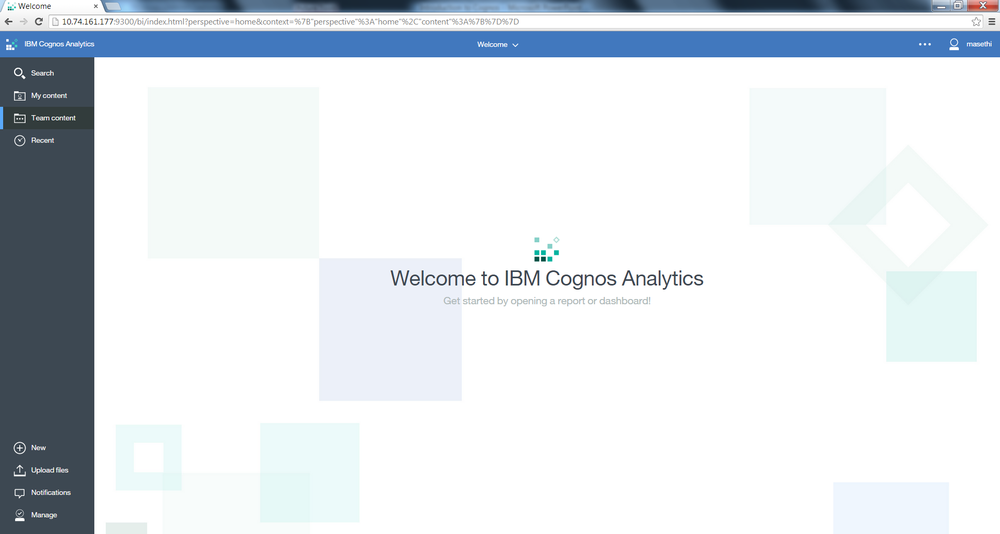 Welcome
10.74.161.177:9300/bi/index.html?perspective=home&context=%7B"perspective"%3A"home"%2C"content"%3A%7B%7D%7D
IBM Cognos Analytics
Welcome
masethi
Search
My content
Team content
Recent
Welcome to IBM Cognos Analytics
Get started by opening a report or dashboard!
New
Upload files
Notifications
Manage